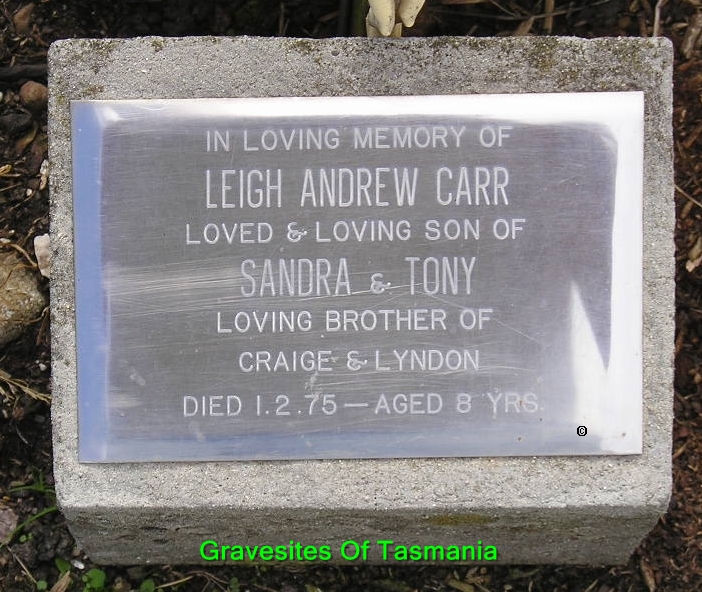 IN LOVING MEMORY OF
LEIGH ANDREW CARR
LOVED & LOVING SON OF
SANDRA & TONY
LOVING BROTHER OF
CRAIGE & LYNDON
DIED 1.2.75 — AGED 8 YRS.
©
Gravesites Of Tasmania